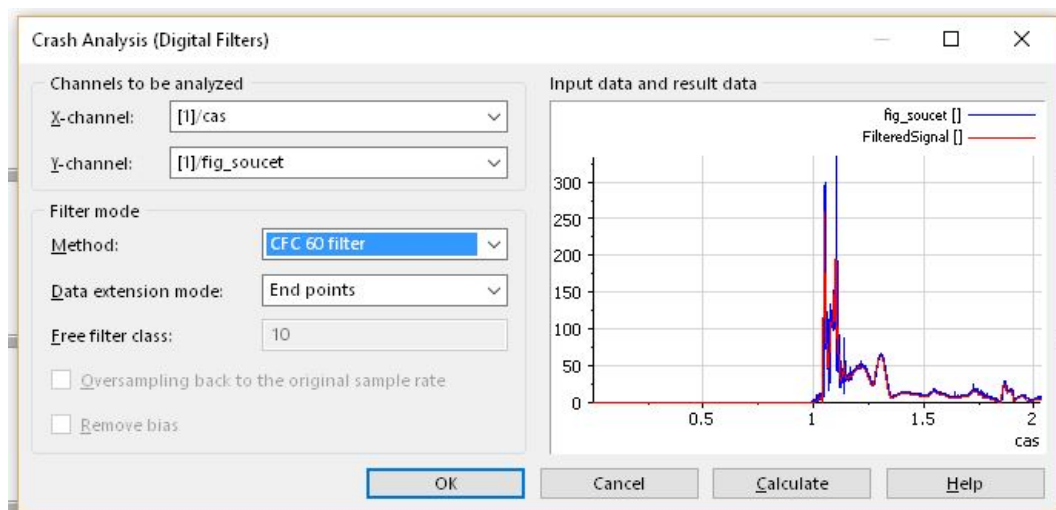 Crash Analysis (Digital Filters)
Channels to be analyzed
X-channel: [1]/cas
Y-channel: [1]/fig_soucet
Filter mode
Method: CFC 60 filter
Data extension mode: End points
Free filter class: 10
Oversampling back to the original sample rate
Remove bias
Input data and result data
fig_soucet []
FilteredSignal []
300
250
200
150
100
50
0
0.5 1 1.5 2
cas
OK Cancel Calculate Help